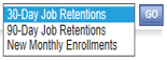 30-Day Job Retentions
GO
90-Day Job Retentions
New Monthly Enrollments